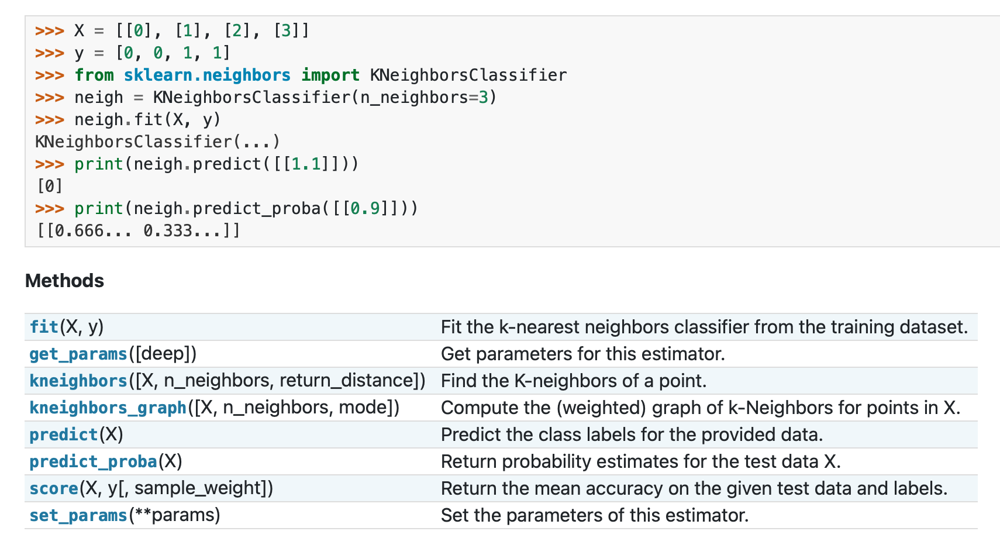 >>> X = [[0], [1], [2], [3]]
>>> y = [0, 0, 1, 1]
>>> from sklearn.neighbors import KNeighborsClassifier
>>> neigh = KNeighborsClassifier(n_neighbors=3)
>>> neigh.fit(X, y)
KNeighborsClassifier(...)
>>> print(neigh.predict([[1.1]]))
[0]
>>> print(neigh.predict_proba([[0.9]]))
[[0.666... 0.333...]]
Methods
fit(X, y) Fit the k-nearest neighbors classifier from the training dataset.
get_params([deep]) Get parameters for this estimator.
kneighbors([X, n_neighbors, return_distance]) Find the K-neighbors of a point.
kneighbors_graph([X, n_neighbors, mode]) Compute the (weighted) graph of k-Neighbors for points in X.
predict(X) Predict the class labels for the provided data.
predict_proba(X) Return probability estimates for the test data X.
score(X, y[, sample_weight]) Return the mean accuracy on the given test data and labels.
set_params(**params) Set the parameters of this estimator.